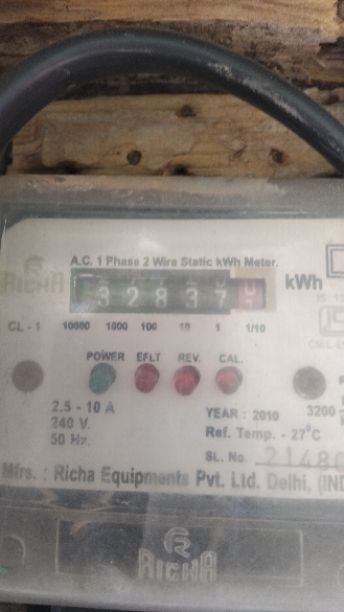 A.C. 1 Phase 2 Wire Static kWh Meter.
RICHA
32837
kWh
CL - 1 10000 1000 100 10 1 1/10
POWER EFLT REV. CAL.
2.5 - 10 A
240 V.
50 Hz.
YEAR : 2010 3200
Ref. Temp. - 27°C
SL. No. 21480
Mfrs. : Richa Equipments Pvt. Ltd. Delhi, (IND
RICHA